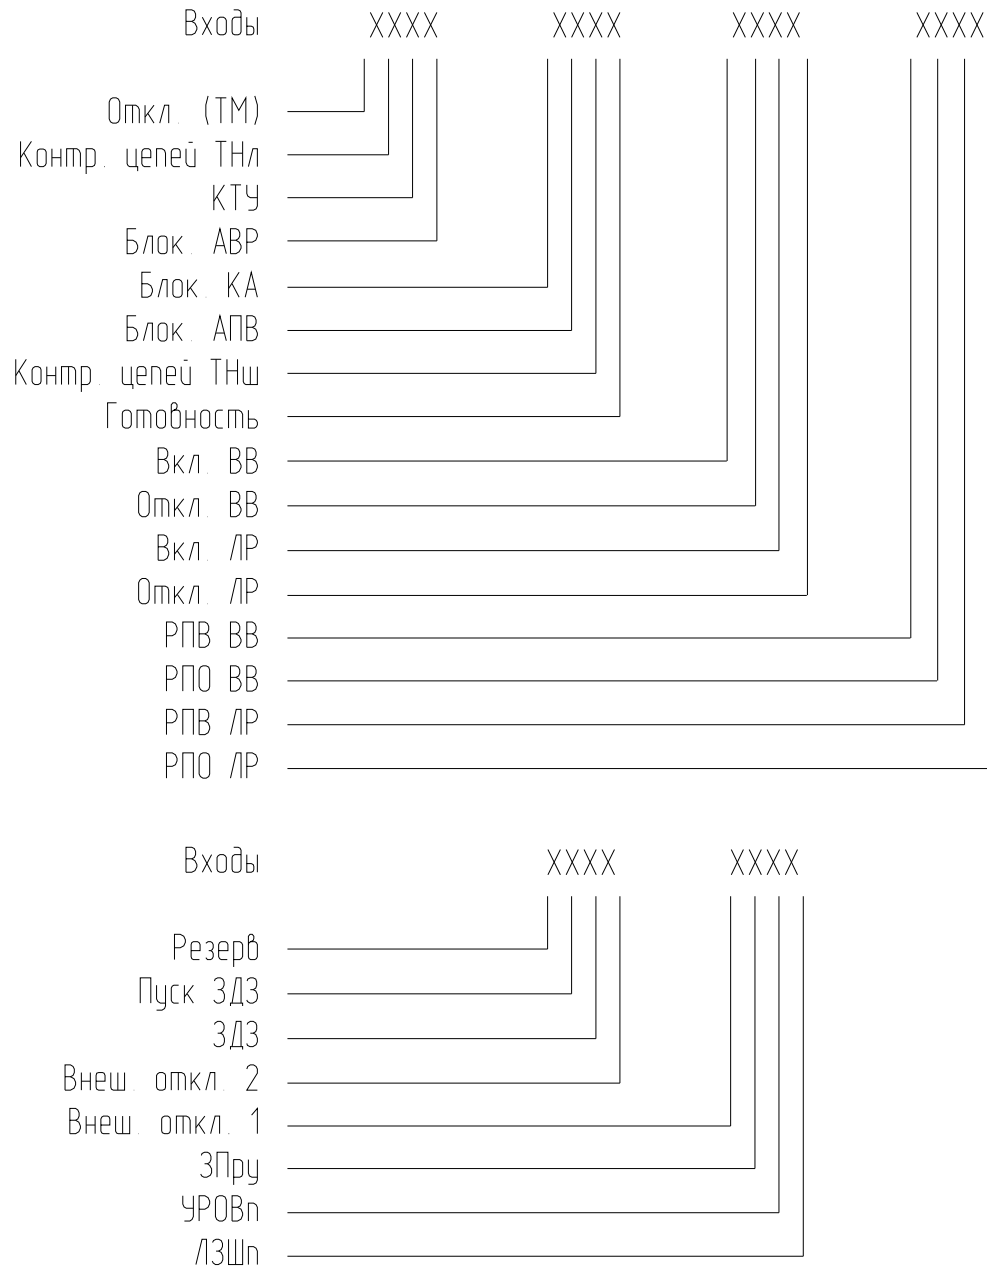 Входы XXXX XXXX XXXX XXXX
Откл. (ТМ)
Контр. цепей ТНл
КТУ
Блок. АВР
Блок. КА
Блок. АПВ
Контр. цепей ТНш
Готовность
Вкл. ВВ
Откл. ВВ
Вкл. ЛР
Откл. ЛР
РПВ ВВ
РПО ВВ
РПВ ЛР
РПО ЛР
Входы XXXX XXXX
Резерв
Пуск ЗДЗ
ЗДЗ
Внеш. откл. 2
Внеш. откл. 1
ЗПру
УРОВп
ЛЗШп